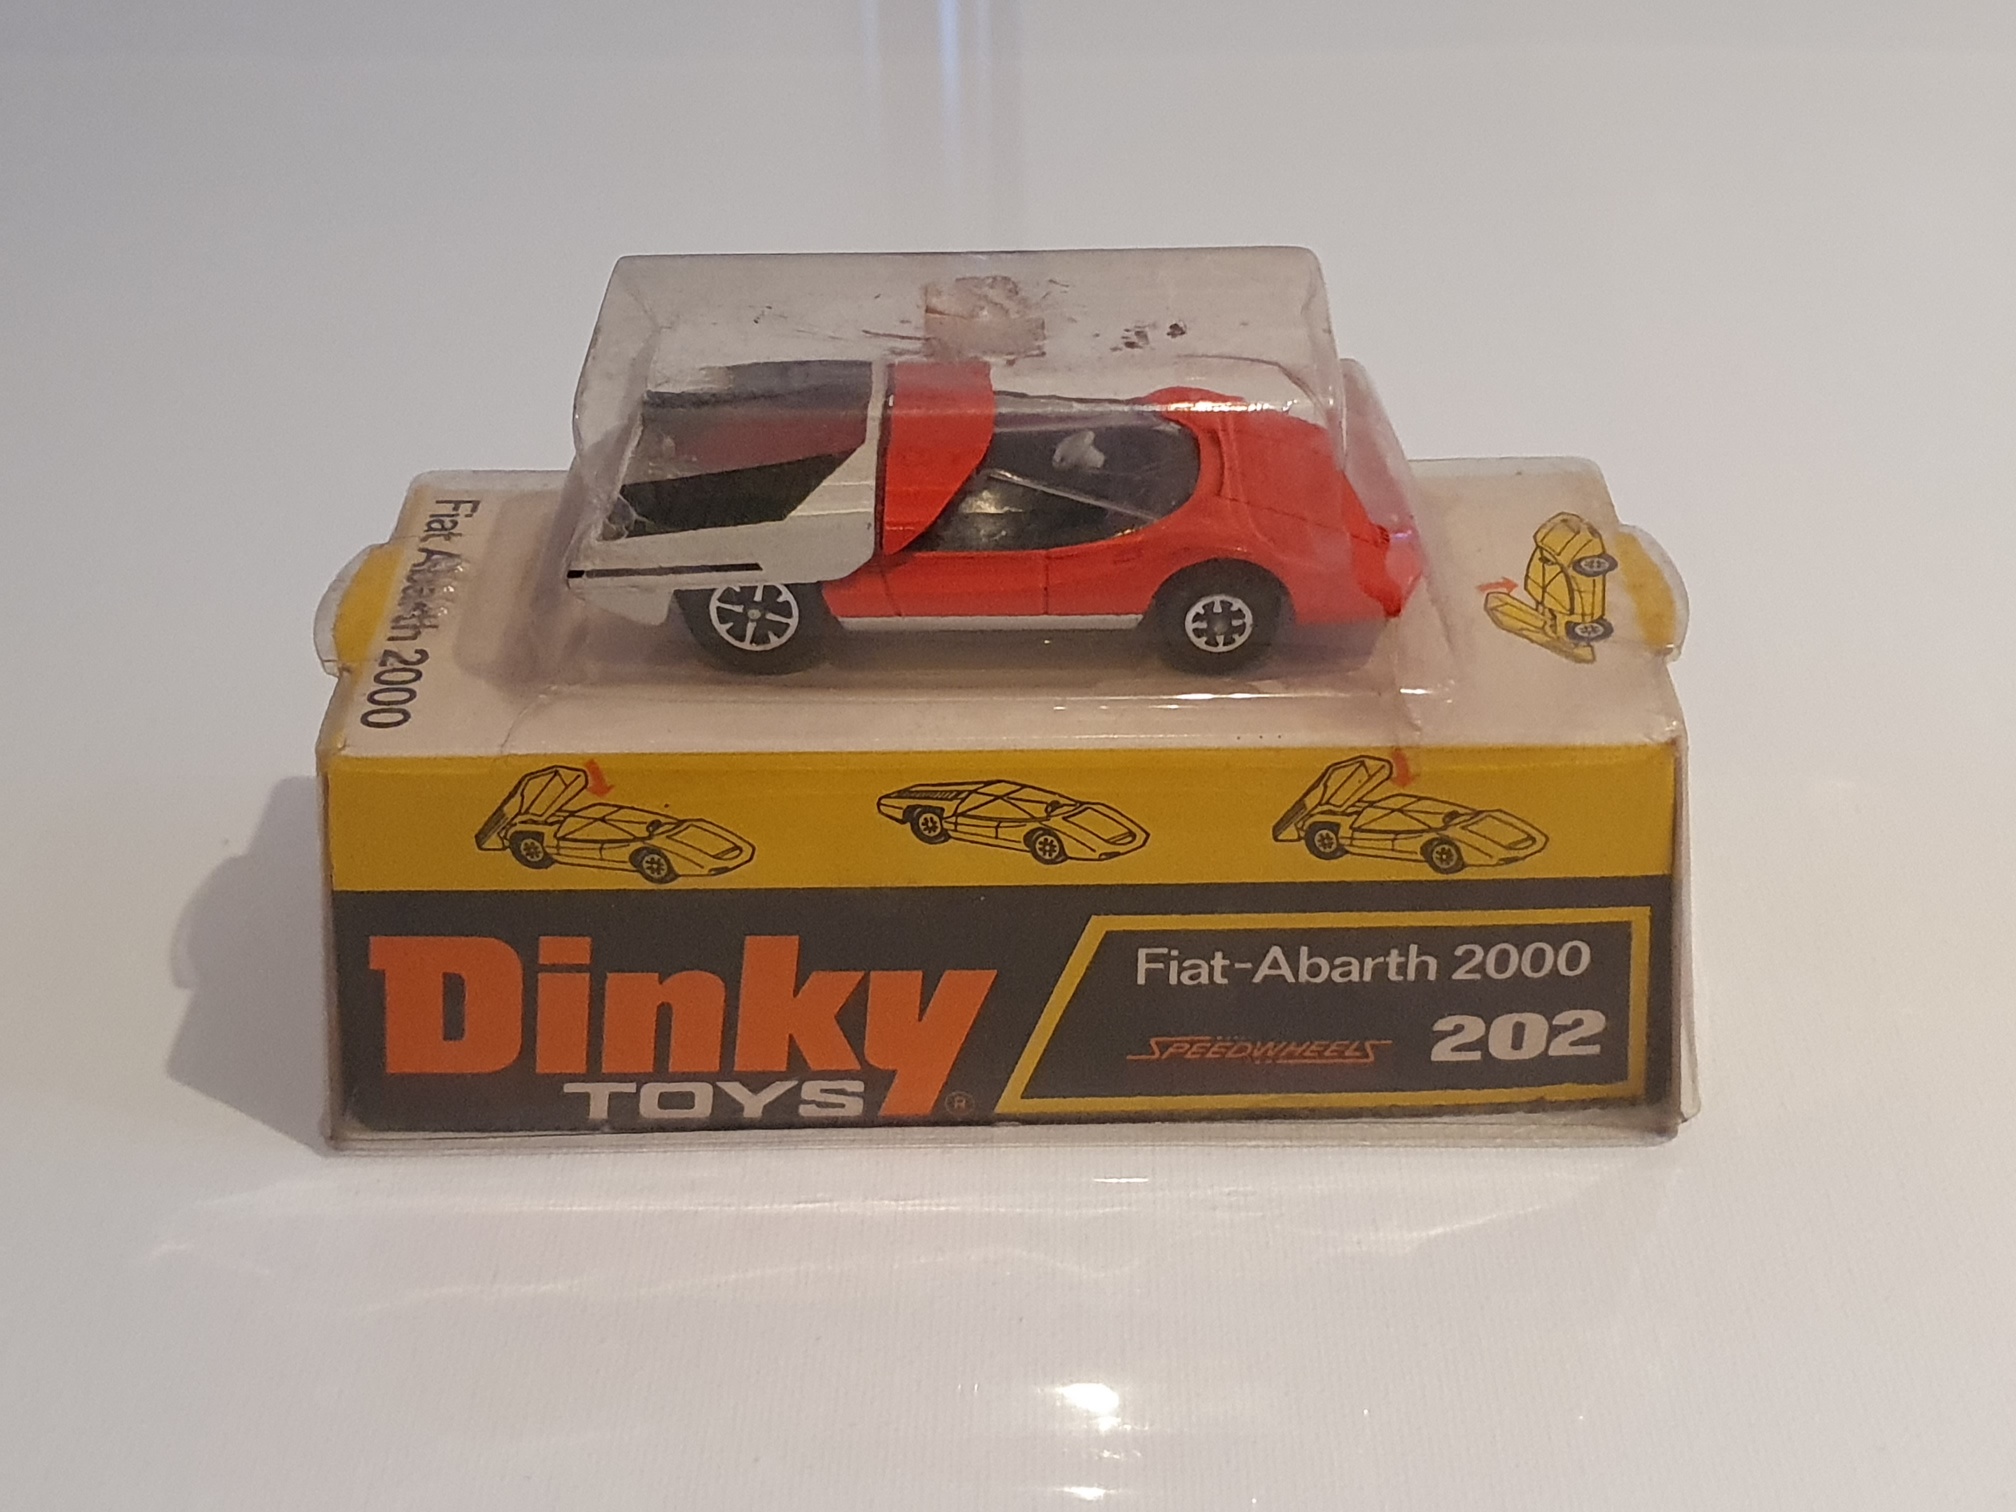 Fiat Abarth 2000
Dinky
TOYS ®
Fiat-Abarth 2000
SPEEDWHEELS 202